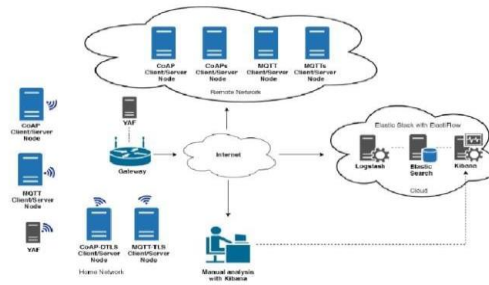 CoAP
Client/Server
Node
CoAPs
Client/Server
Node
MQTT
Client/Server
Node
MQTTs
Client/Server
Node
Remote Network
CoAP
Client/Server
Node
YAF
Gateway
Internet
Elastic Stack with ElastiFlow
Logstash
Elastic
Search
Kibana
Cloud
MQTT
Client/Server
Node
YAF
CoAP-DTLS
Client/Server
Node
MQTT-TLS
Client/Server
Node
Home Network
Manual analysis
with Kibana